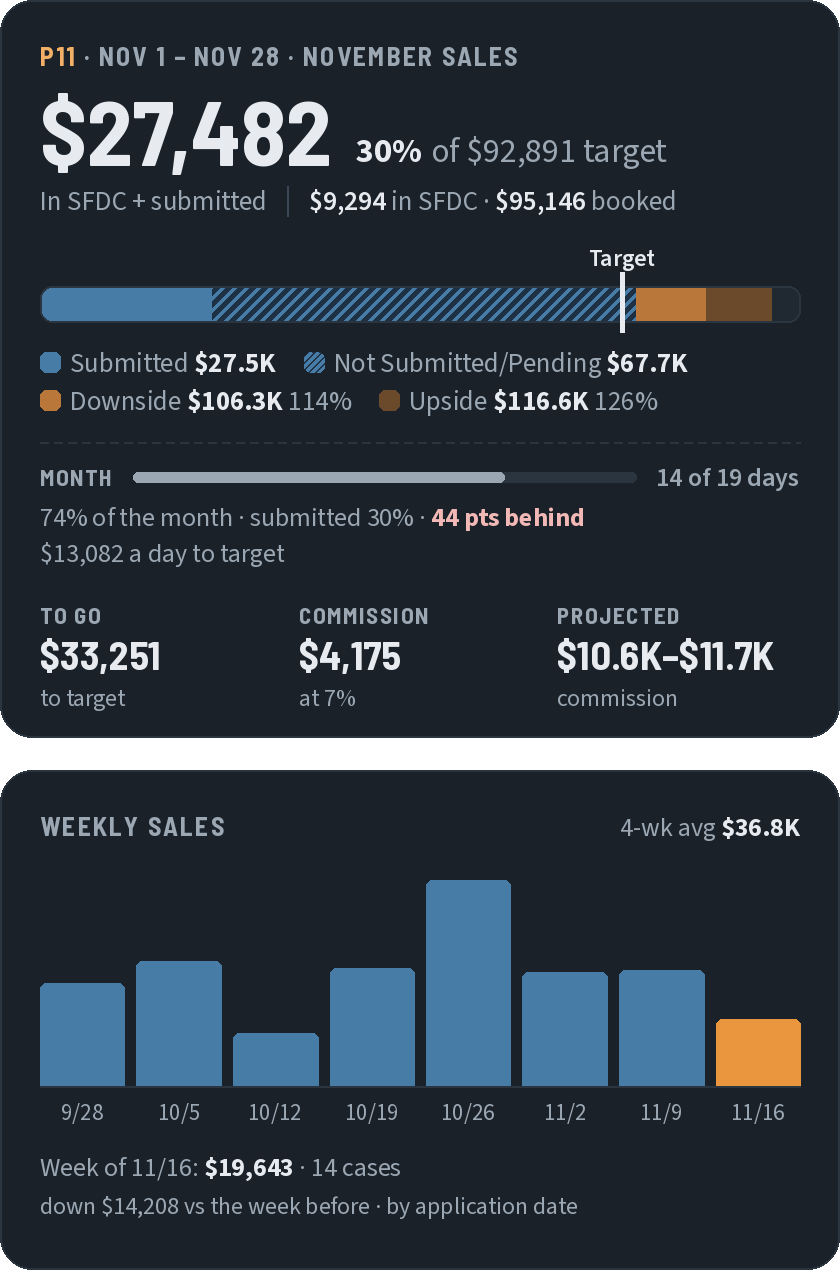 P11 · NOV 1 – NOV 28 · NOVEMBER SALES
$27,482 30% of $92,891 target
In SFDC + submitted $9,294 in SFDC · $95,146 booked
Target
Submitted $27.5K Not Submitted/Pending $67.7K
Downside $106.3K 114% Upside $116.6K 126%
MONTH 14 of 19 days
74% of the month · submitted 30% · 44 pts behind
$13,082 a day to target
TO GO COMMISSION PROJECTED
$33,251 $4,175 $10.6K–$11.7K
to target at 7% commission
WEEKLY SALES 4-wk avg $36.8K
9/28 10/5 10/12 10/19 10/26 11/2 11/9 11/16
Week of 11/16: $19,643 · 14 cases
down $14,208 vs the week before · by application date